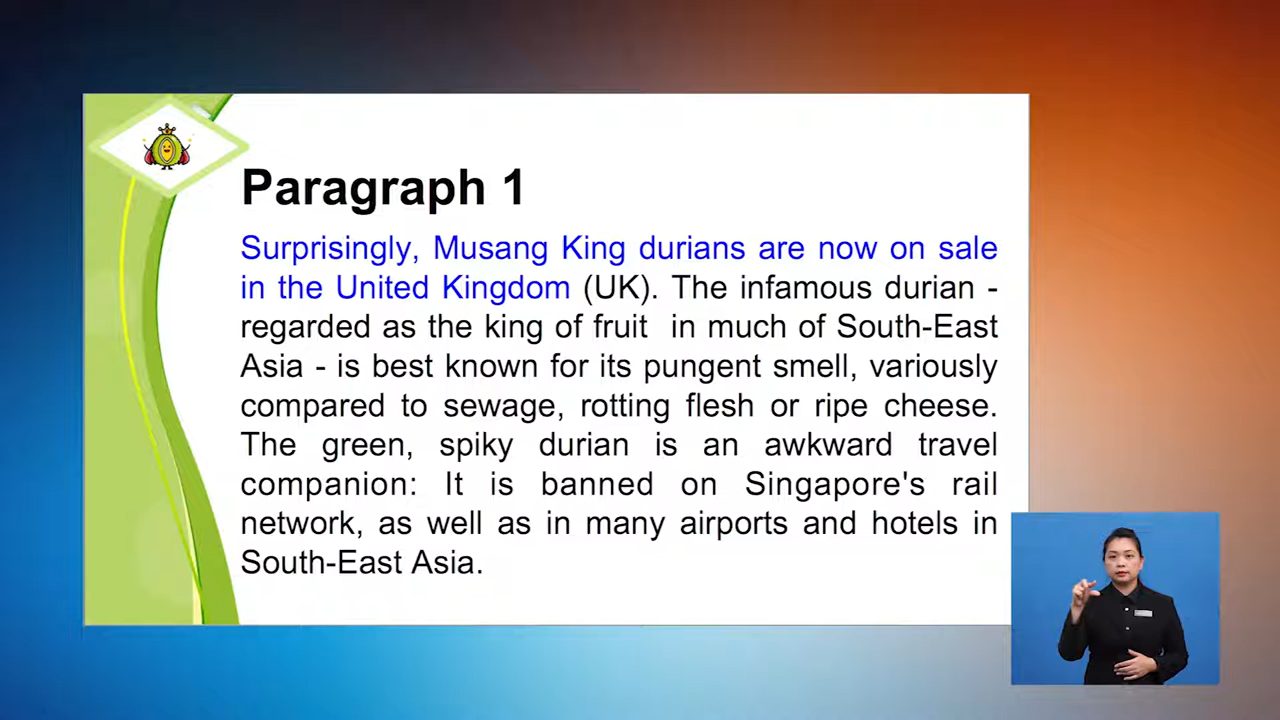 Paragraph 1
Surprisingly, Musang King durians are now on sale
in the United Kingdom (UK). The infamous durian -
regarded as the king of fruit in much of South-East
Asia - is best known for its pungent smell, variously
compared to sewage, rotting flesh or ripe cheese.
The green, spiky durian is an awkward travel
companion: It is banned on Singapore's rail
network, as well as in many airports and hotels in
South-East Asia.